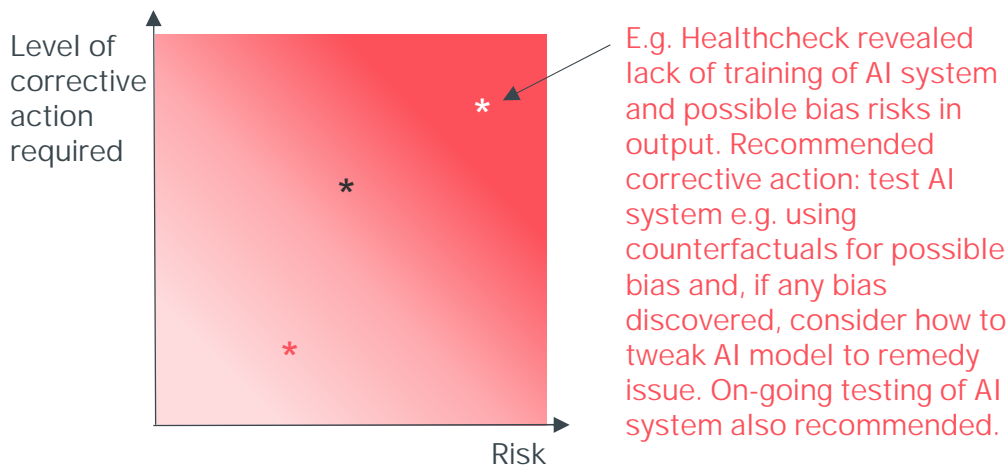 Level of
corrective
action
required
E.g. Healthcheck revealed
lack of training of AI system
and possible bias risks in
output. Recommended
corrective action: test AI
system e.g. using
counterfactuals for possible
bias and, if any bias
discovered, consider how to
tweak AI model to remedy
issue. On-going testing of AI
system also recommended.
*
*
*
Risk